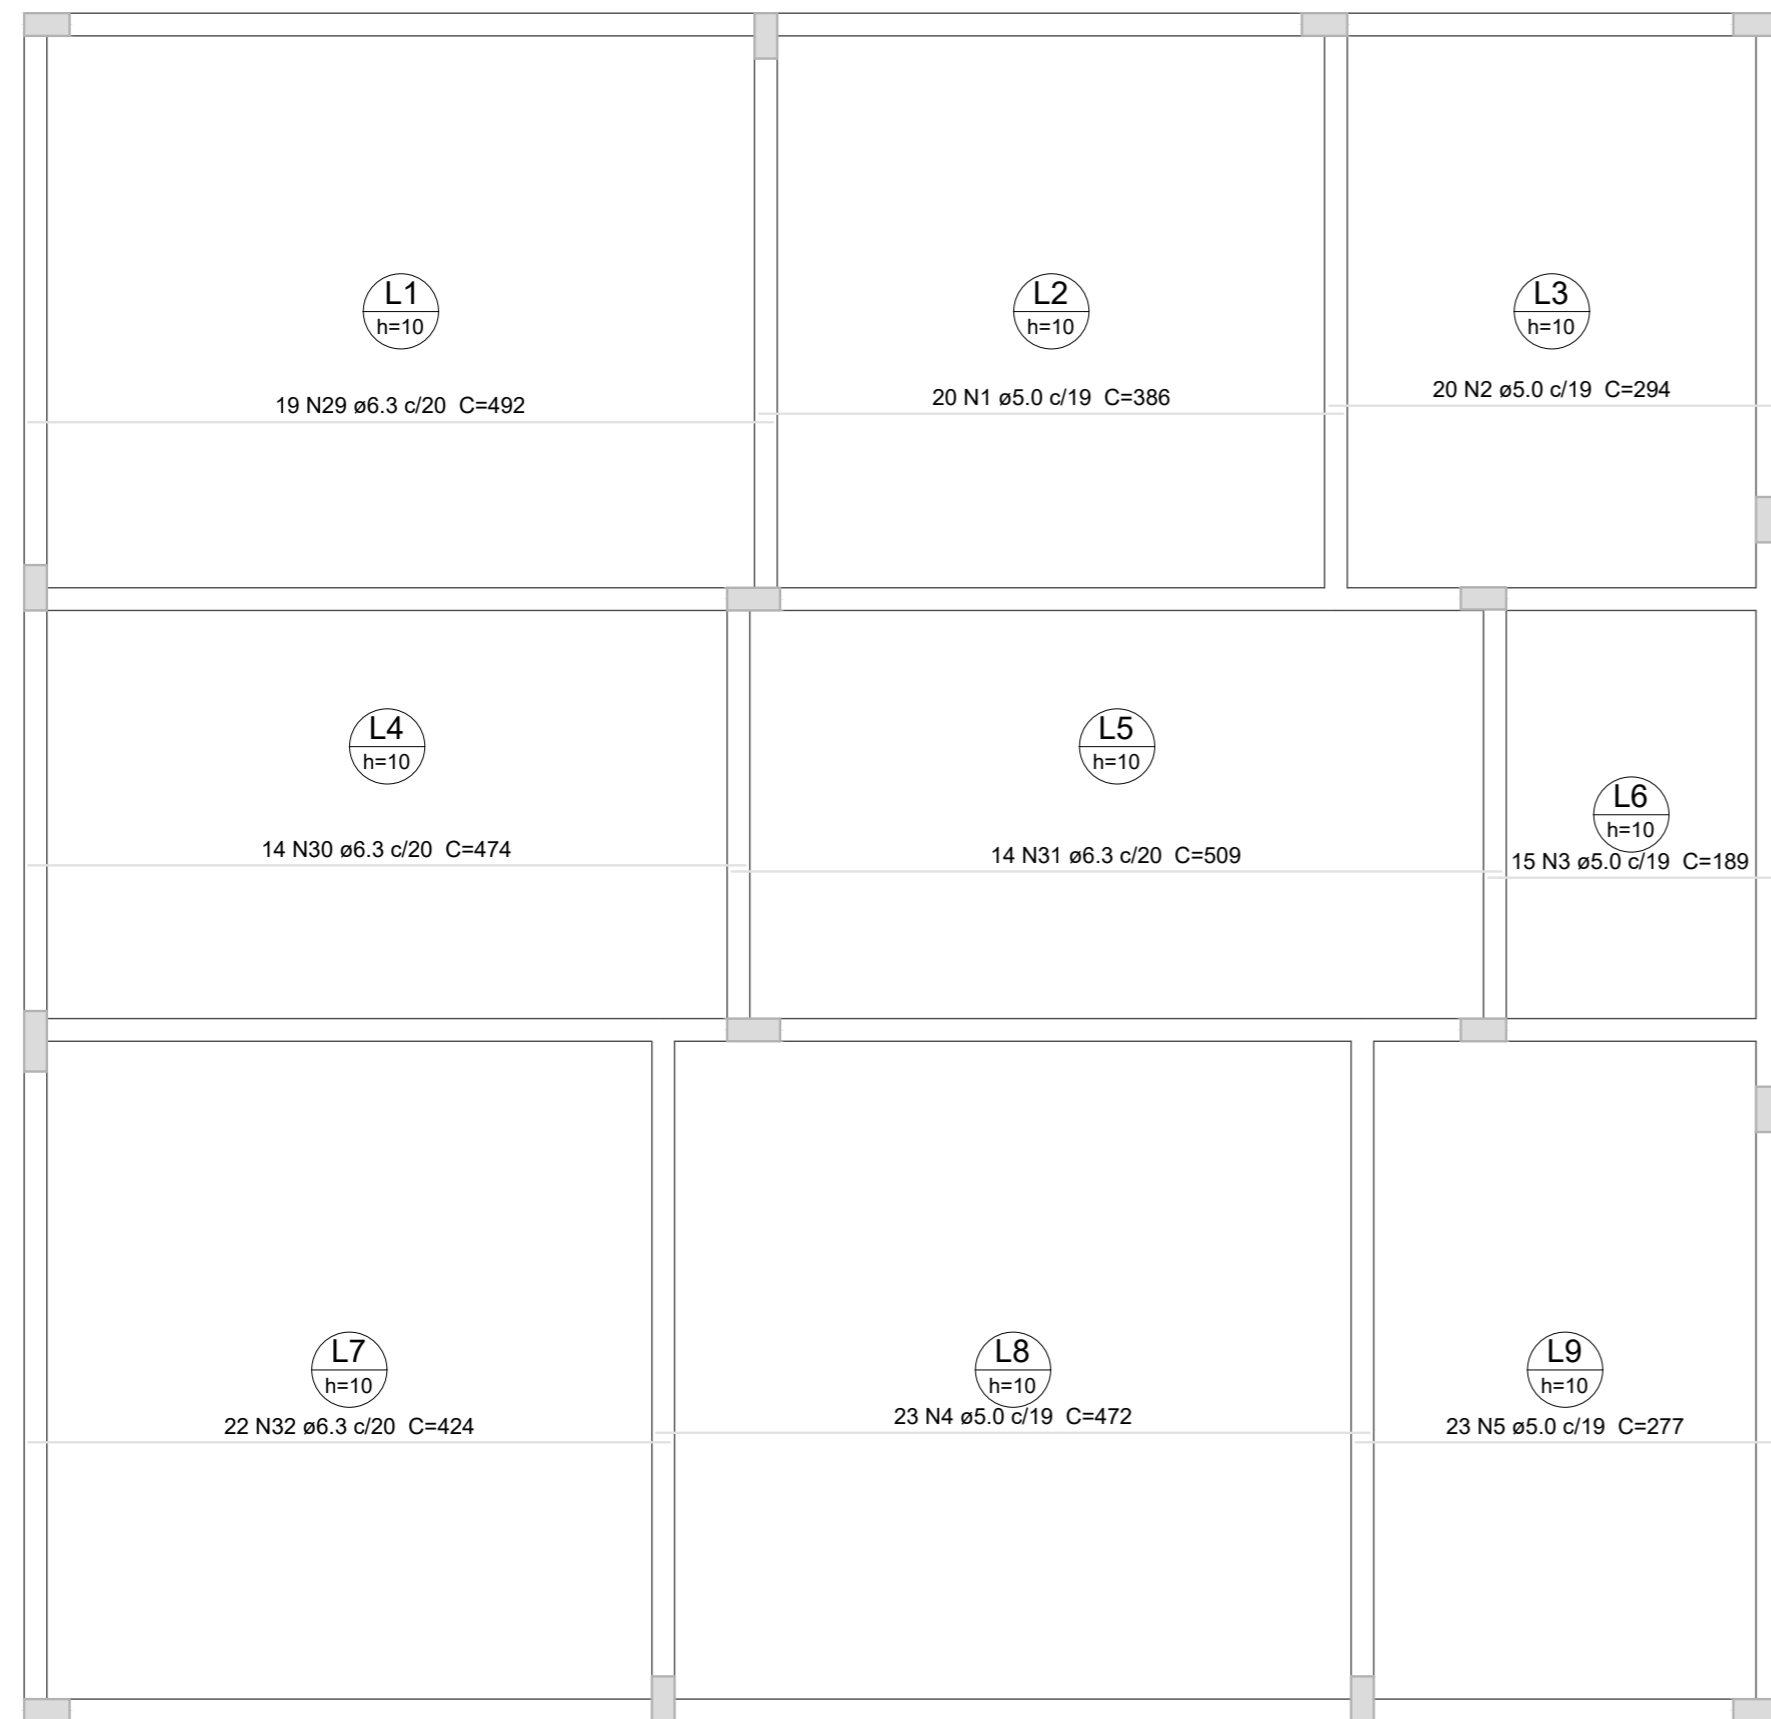 L1
h=10
19 N29 ø6.3 c/20 C=492
L2
h=10
20 N1 ø5.0 c/19 C=386
L3
h=10
20 N2 ø5.0 c/19 C=294
L4
h=10
14 N30 ø6.3 c/20 C=474
L5
h=10
14 N31 ø6.3 c/20 C=509
L6
h=10
15 N3 ø5.0 c/19 C=189
L7
h=10
22 N32 ø6.3 c/20 C=424
L8
h=10
23 N4 ø5.0 c/19 C=472
L9
h=10
23 N5 ø5.0 c/19 C=277